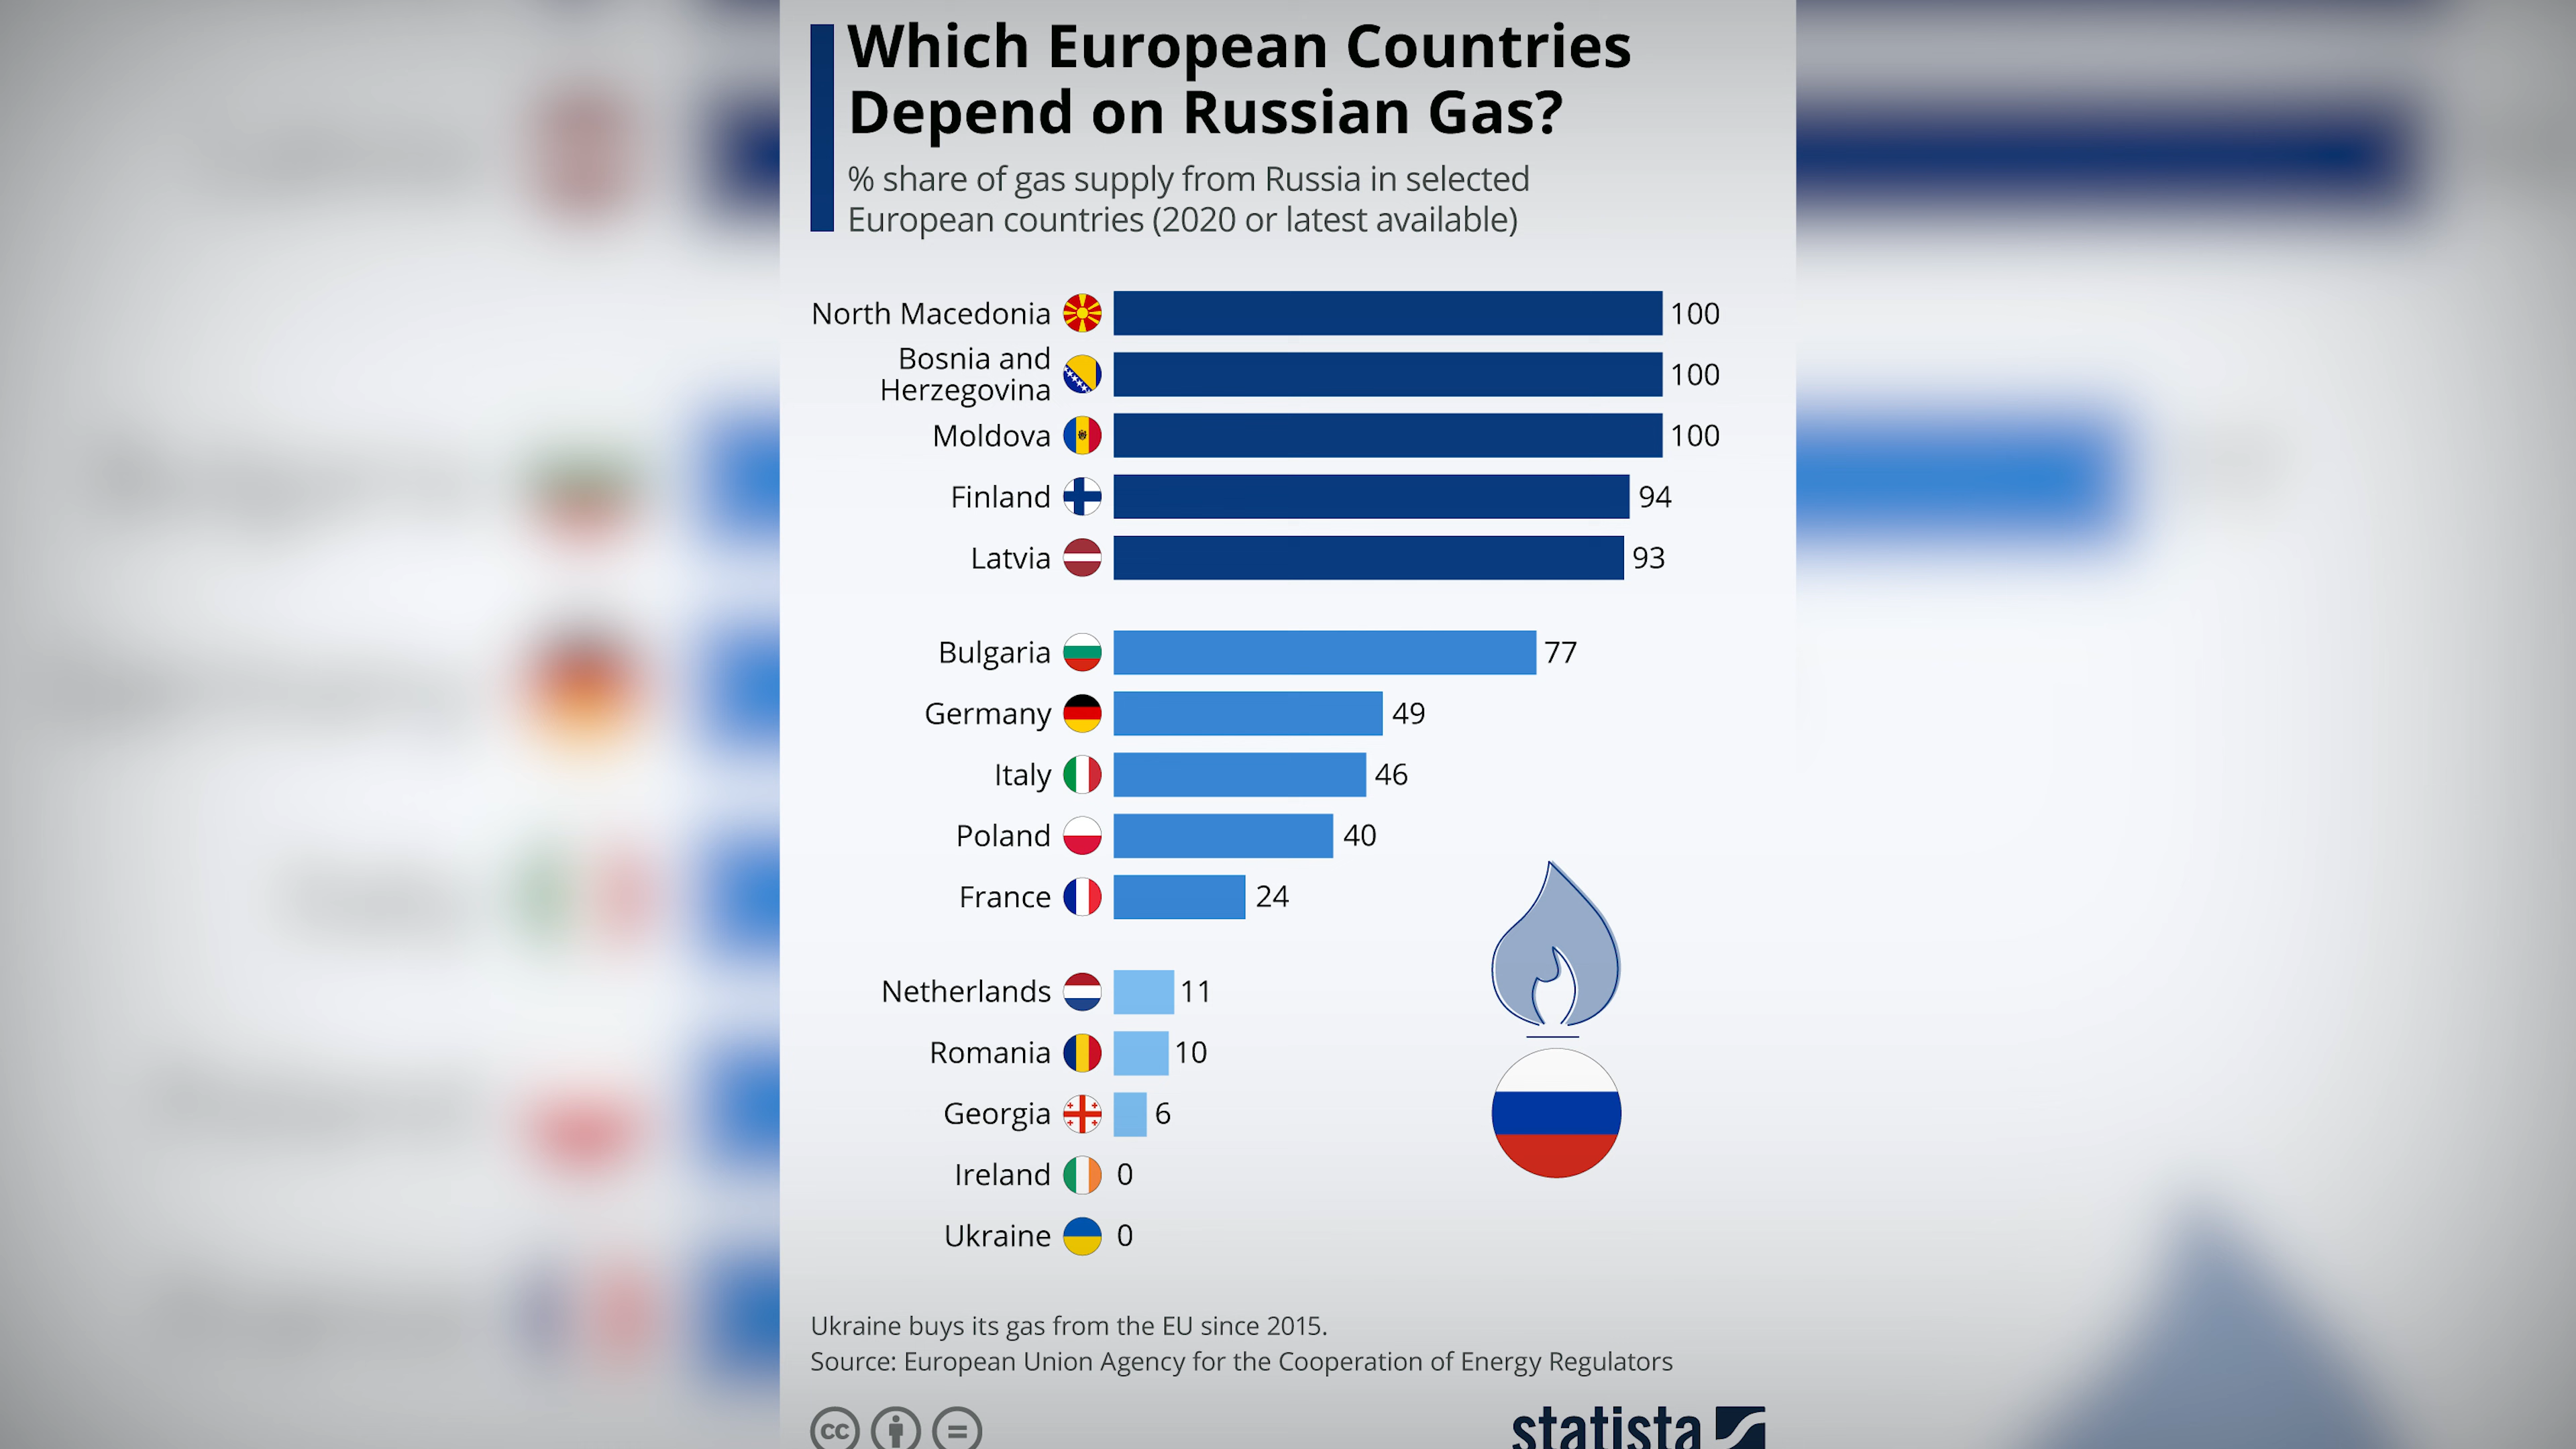 Which European Countries
Depend on Russian Gas?
% share of gas supply from Russia in selected
European countries (2020 or latest available)
North Macedonia 100
Bosnia and
Herzegovina 100
Moldova 100
Finland 94
Latvia 93
Bulgaria 77
Germany 49
Italy 46
Poland 40
France 24
Netherlands 11
Romania 10
Georgia 6
Ireland 0
Ukraine 0
Ukraine buys its gas from the EU since 2015.
Source: European Union Agency for the Cooperation of Energy Regulators
cc
statista